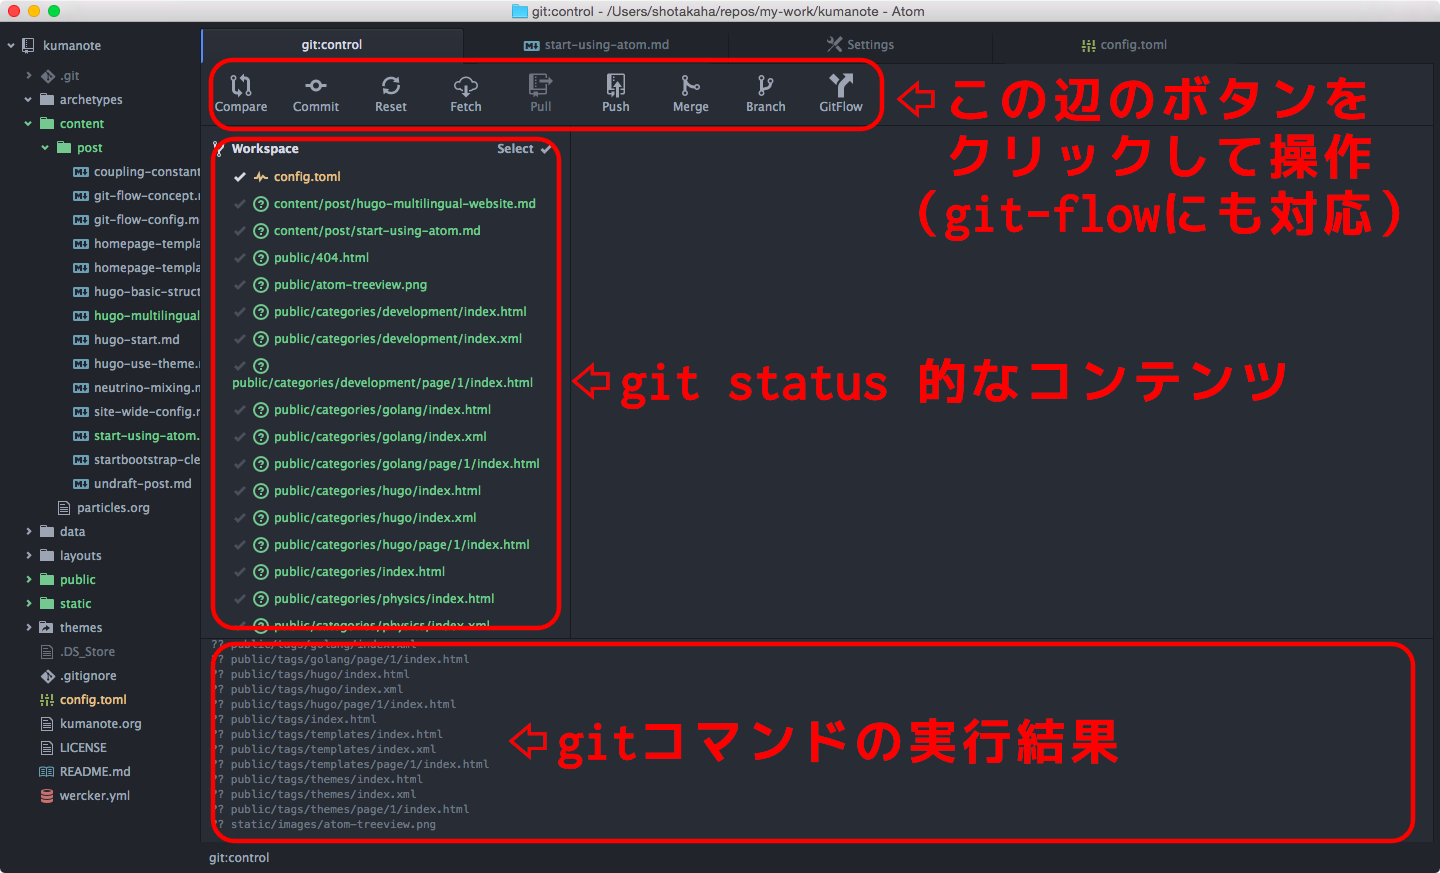 git:control - /Users/shotakaha/repos/my-work/kumanote - Atom
kumanote
.git
archetypes
content
post
coupling-constant
git-flow-concept.r
git-flow-config.m
homepage-templa
homepage-templa
hugo-basic-struct
hugo-multilingual
hugo-start.md
hugo-use-theme.r
neutrino-mixing.m
site-wide-config.r
start-using-atom.
startbootstrap-cle
undraft-post.md
particles.org
data
layouts
public
static
themes
.DS_Store
.gitignore
config.toml
kumanote.org
LICENSE
README.md
wercker.yml
git:control
start-using-atom.md
Settings
config.toml
Compare
Commit
Reset
Fetch
Pull
Push
Merge
Branch
GitFlow
この辺のボタンを
クリックして操作
（git-flowにも対応）
Workspace
Select
config.toml
content/post/hugo-multilingual-website.md
content/post/start-using-atom.md
public/404.html
public/atom-treeview.png
public/categories/development/index.html
public/categories/development/index.xml
public/categories/development/page/1/index.html
public/categories/golang/index.html
public/categories/golang/index.xml
public/categories/golang/page/1/index.html
public/categories/hugo/index.html
public/categories/hugo/index.xml
public/categories/hugo/page/1/index.html
public/categories/index.html
public/categories/physics/index.html
public/categories/physics/index.xml
git status 的なコンテンツ
?? public/tags/golang/index.xml
?? public/tags/golang/page/1/index.html
?? public/tags/hugo/index.html
?? public/tags/hugo/index.xml
?? public/tags/hugo/page/1/index.html
?? public/tags/index.html
?? public/tags/templates/index.html
?? public/tags/templates/index.xml
?? public/tags/templates/page/1/index.html
?? public/tags/themes/index.html
?? public/tags/themes/index.xml
?? public/tags/themes/page/1/index.html
?? static/images/atom-treeview.png
gitコマンドの実行結果
git:control